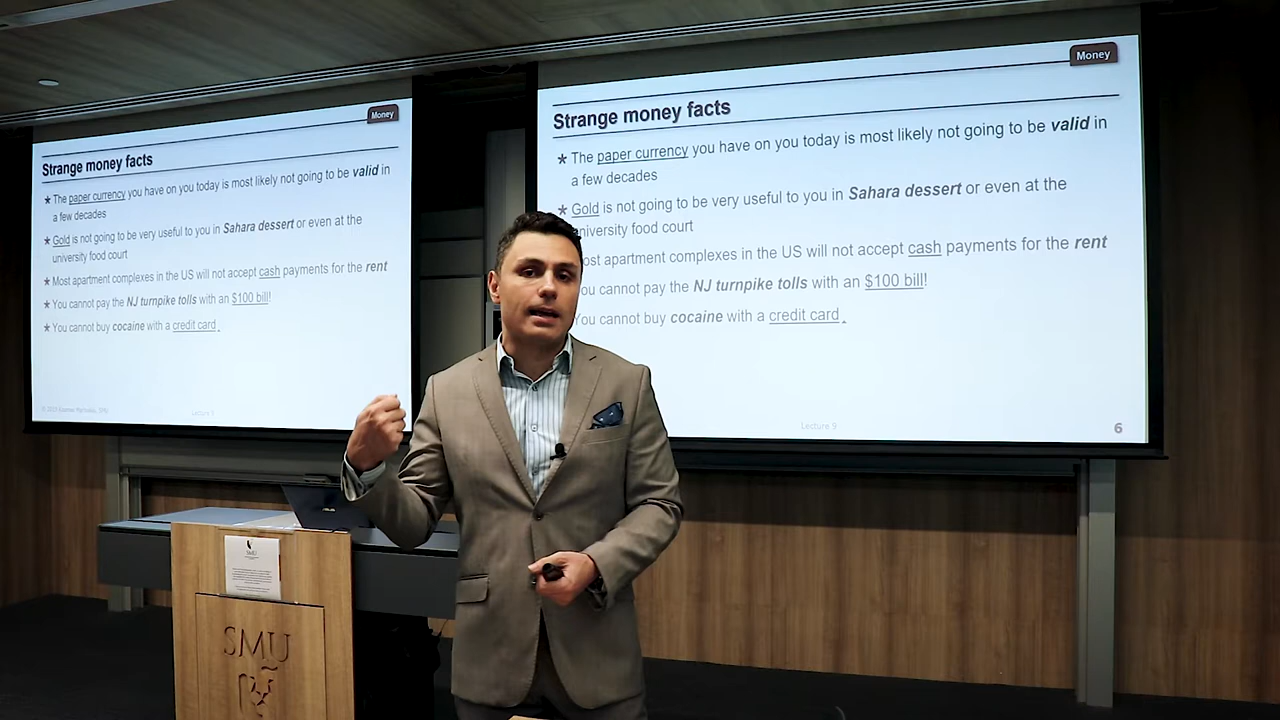 Money
Strange money facts
★ The paper currency you have on you today is most likely not going to be valid in
a few decades
★ Gold is not going to be very useful to you in Sahara dessert or even at the
university food court
★ Most apartment complexes in the US will not accept cash payments for the rent
★ You cannot pay the NJ turnpike tolls with an $100 bill!
★ You cannot buy cocaine with a credit card .
Lecture 9
Money
Strange money facts
★ The paper currency you have on you today is most likely not going to be valid in
a few decades
★ Gold is not going to be very useful to you in Sahara dessert or even at the
university food court
ost apartment complexes in the US will not accept cash payments for the rent
ou cannot pay the NJ turnpike tolls with an $100 bill!
You cannot buy cocaine with a credit card .
Lecture 9
6
ASUS
SMU
SMU